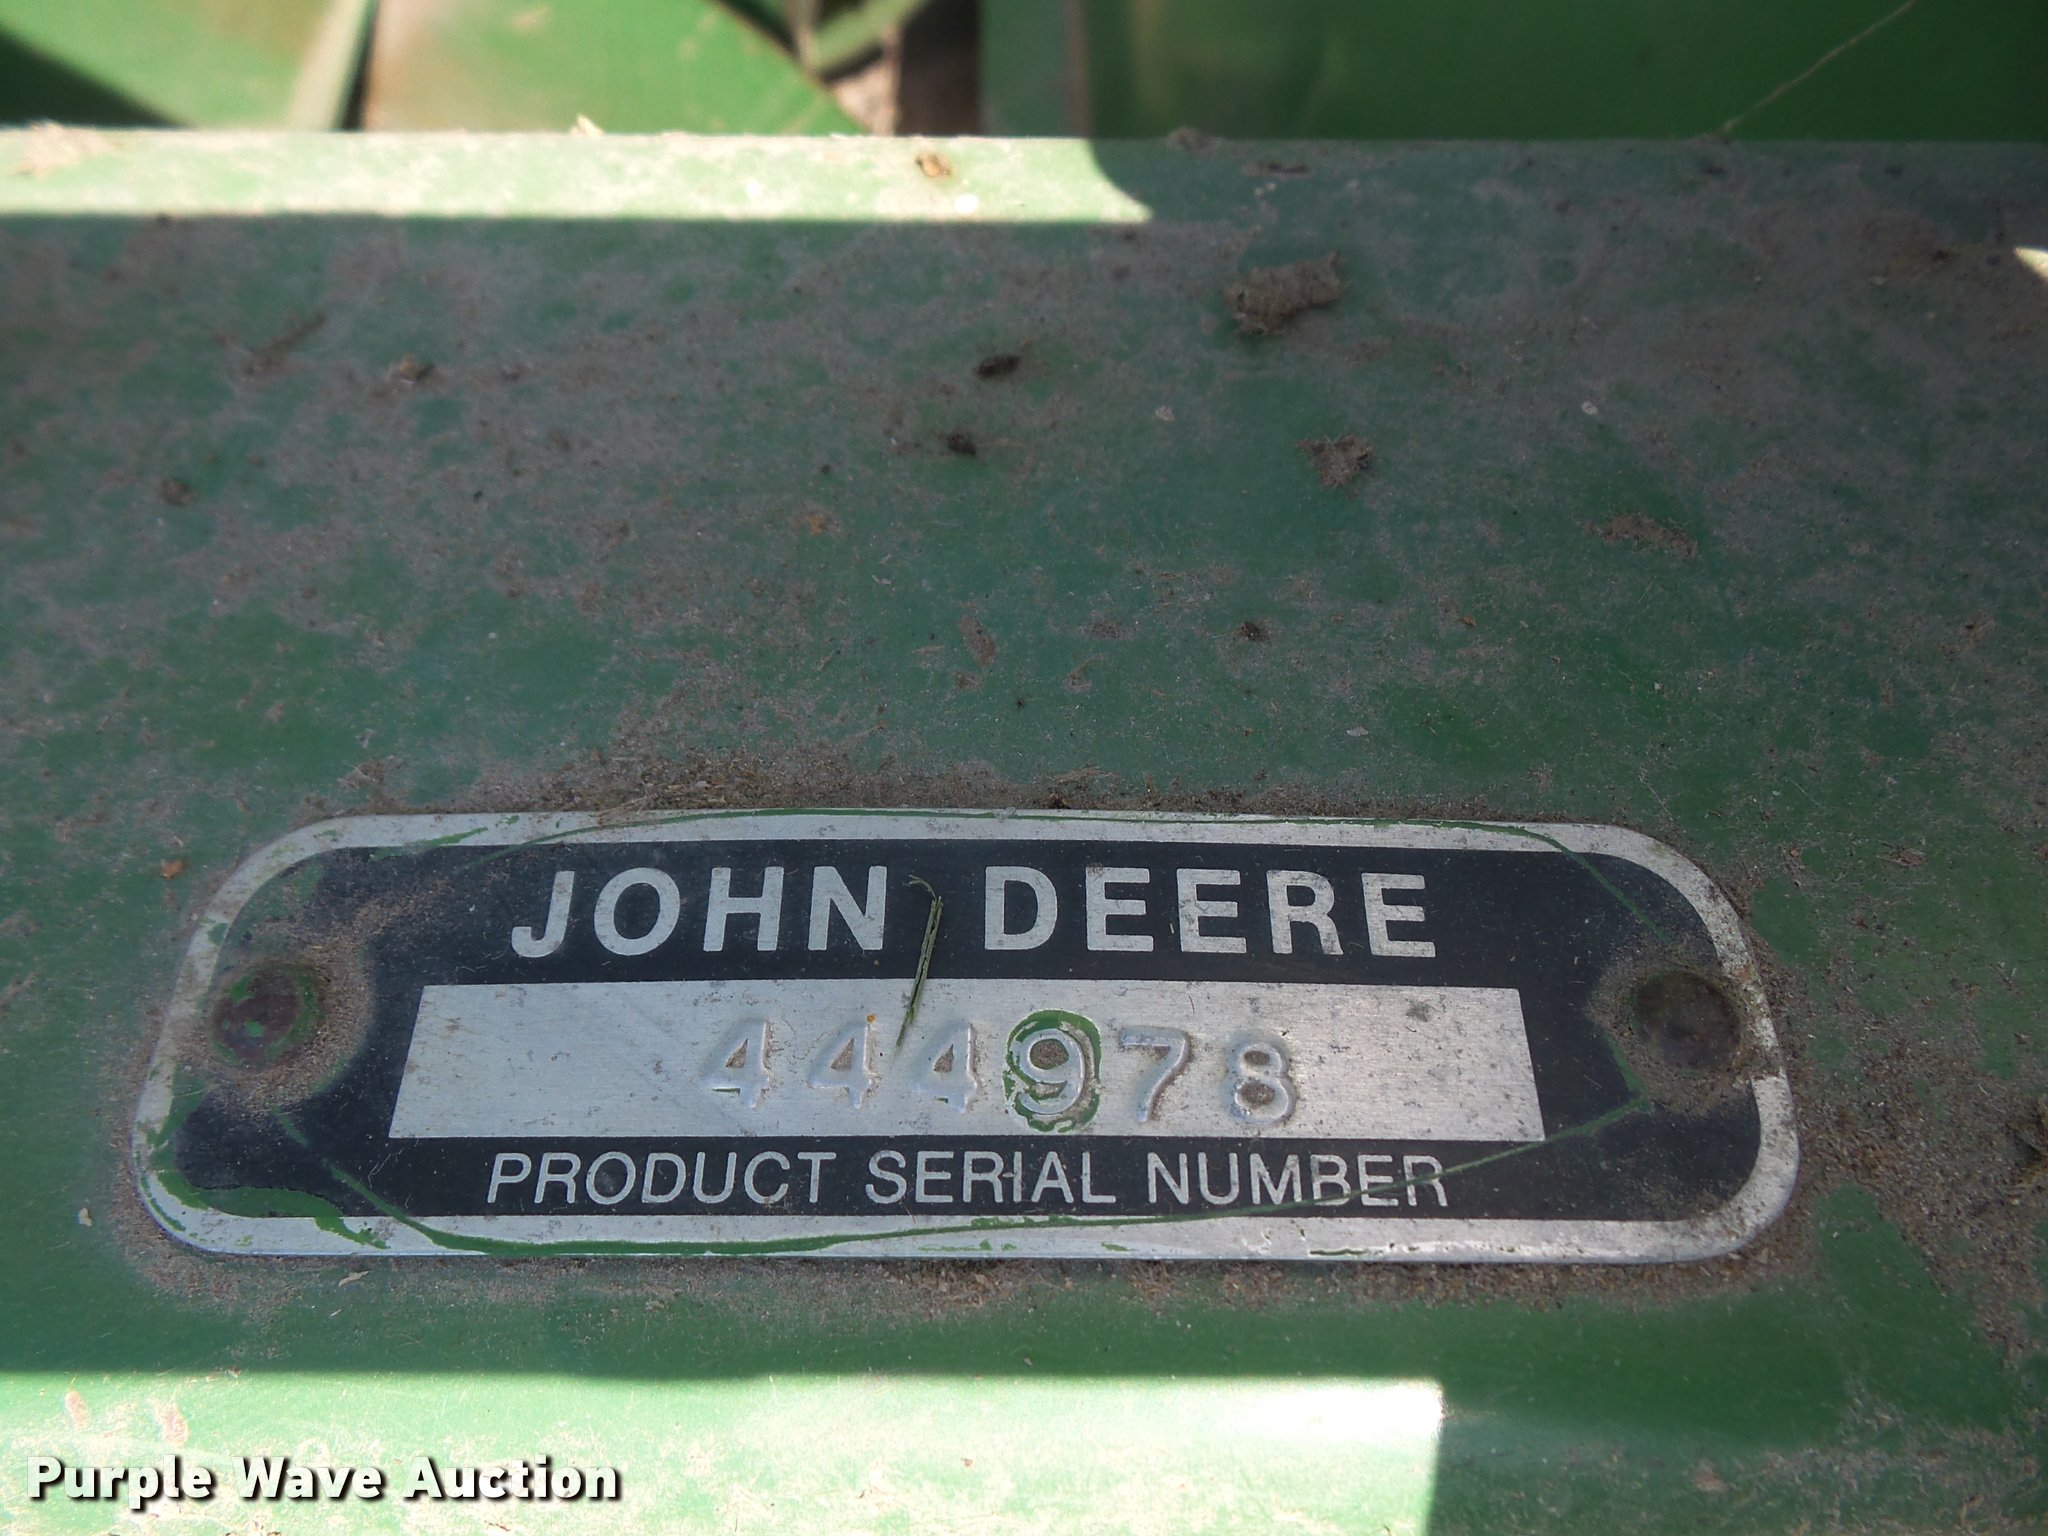 JOHN DEERE
444978
PRODUCT SERIAL NUMBER
Purple Wave Auction